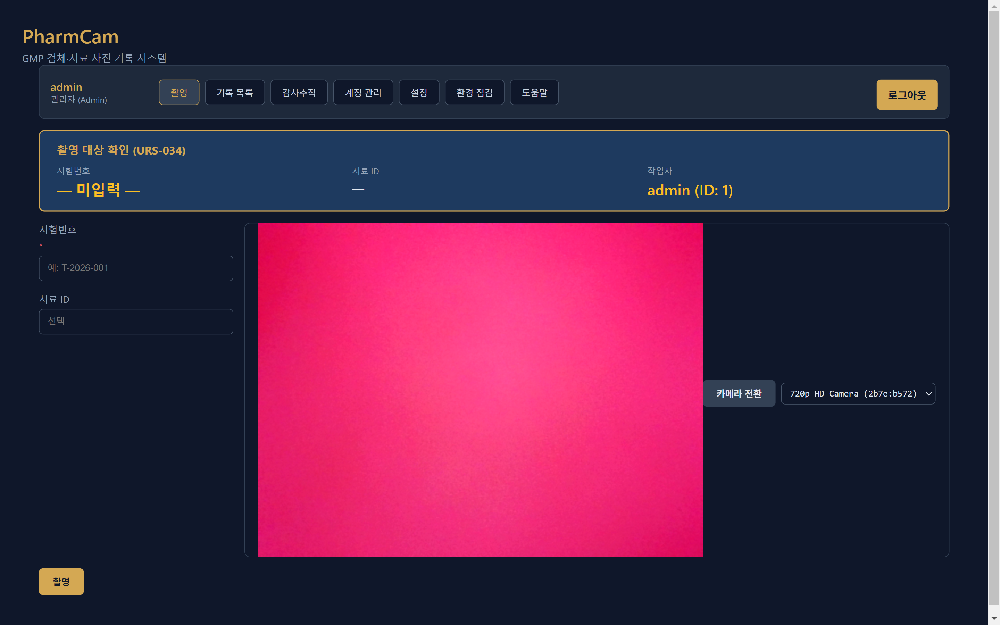 PharmCam
GMP 검체·시료 사진 기록 시스템
admin
관리자 (Admin)
촬영
기록 목록
감사추적
계정 관리
설정
환경 점검
도움말
로그아웃
촬영 대상 확인 (URS-034)
시험번호
— 미입력 —
시료 ID
—
작업자
admin (ID: 1)
시험번호
*
예: T-2026-001
시료 ID
선택
카메라 전환
720p HD Camera (2b7e:b572)
촬영